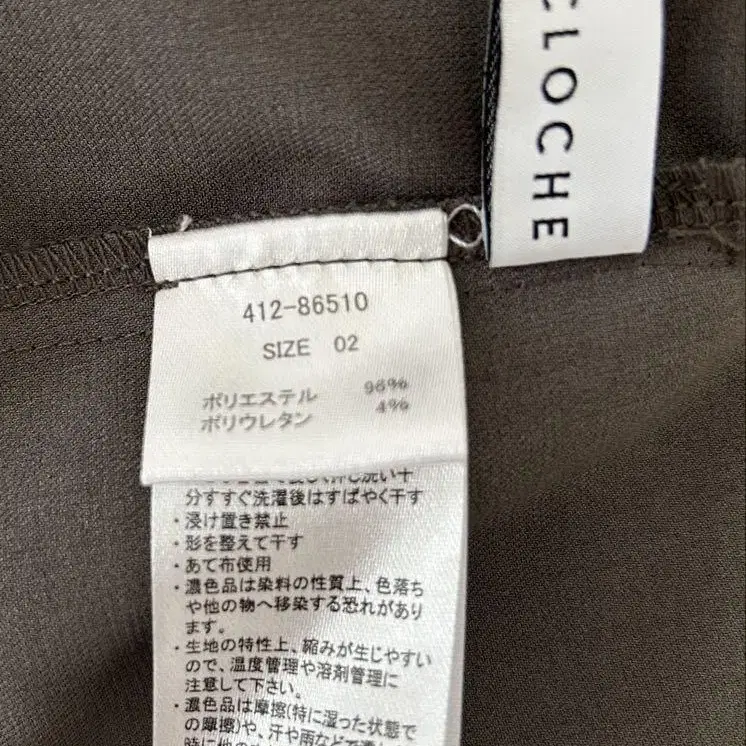 CLOCHE
412-86510
SIZE 02
ポリエステル 96%
ポリウレタン 4%
分すすぐ洗濯後はすばやく干す
・浸け置き禁止
・形を整えて干す
・あて布使用
・濃色品は染料の性質上、色落ち
や他の物へ移染する恐れがあり
ます。
・生地の特性上、縮みが生じやすい
ので、温度管理や溶剤管理に
注意して下さい。
・濃色品は摩擦(特に湿った状態で
の摩擦)や、汗や雨などで